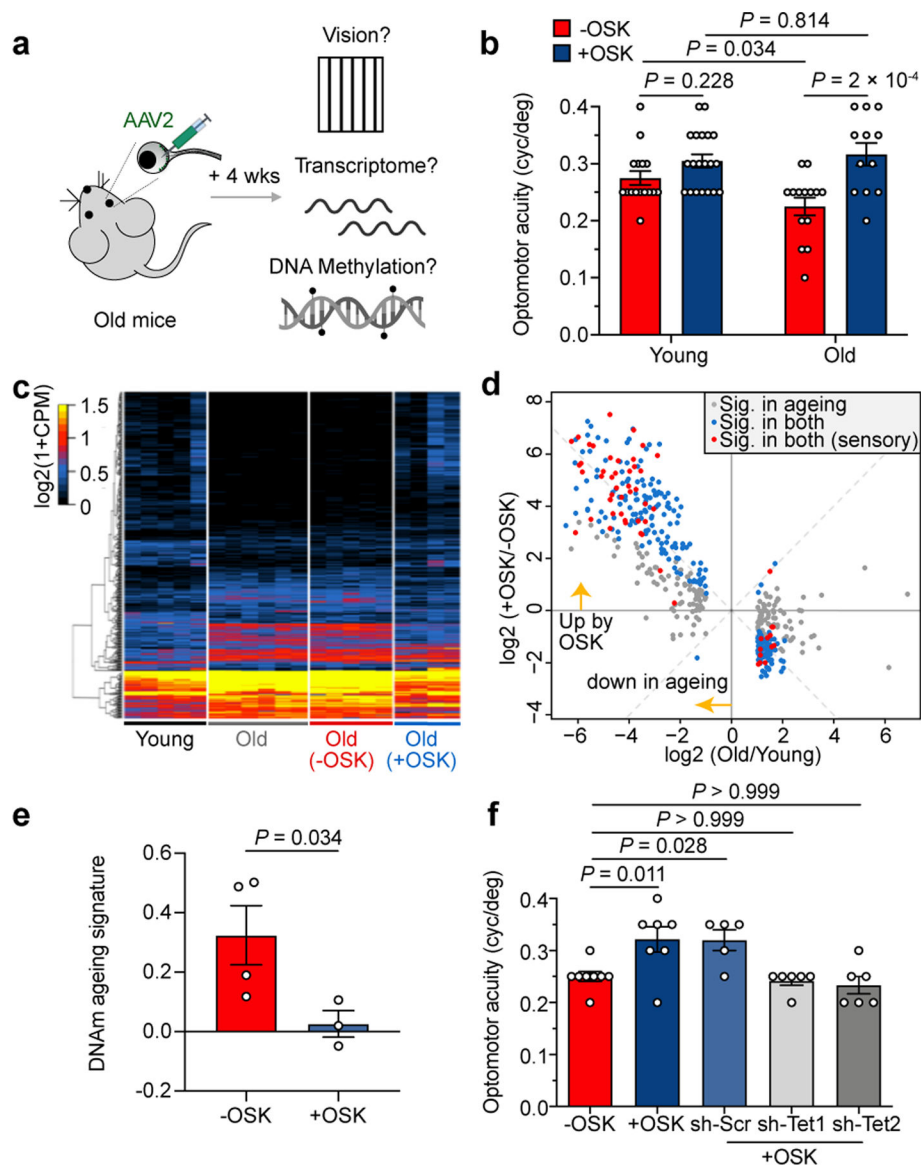 a
AAV2
+ 4 wks
Old mice
Vision?
Transcriptome?
DNA Methylation?
b
-OSK
+OSK
P = 0.814
P = 0.034
P = 0.228
P = 2 × 10-4
Optomotor acuity (cyc/deg)
0.4
0.3
0.2
0.1
0.0
Young
Old
c
log2(1+CPM)
1.5
1
0.5
0
Young
Old
Old
(-OSK)
Old
(+OSK)
d
Sig. in ageing
Sig. in both
Sig. in both (sensory)
log2 (+OSK/-OSK)
8
6
4
2
0
−2
−4
Up by
OSK
down in ageing
−6
−4
−2
0
2
4
6
log2 (Old/Young)
e
P = 0.034
DNAm ageing signature
0.6
0.4
0.2
0.0
-0.2
-OSK
+OSK
f
P > 0.999
P > 0.999
P = 0.028
P = 0.011
Optomotor acuity (cyc/deg)
0.4
0.3
0.2
0.1
0.0
-OSK
+OSK
sh-Scr
sh-Tet1
sh-Tet2
+OSK